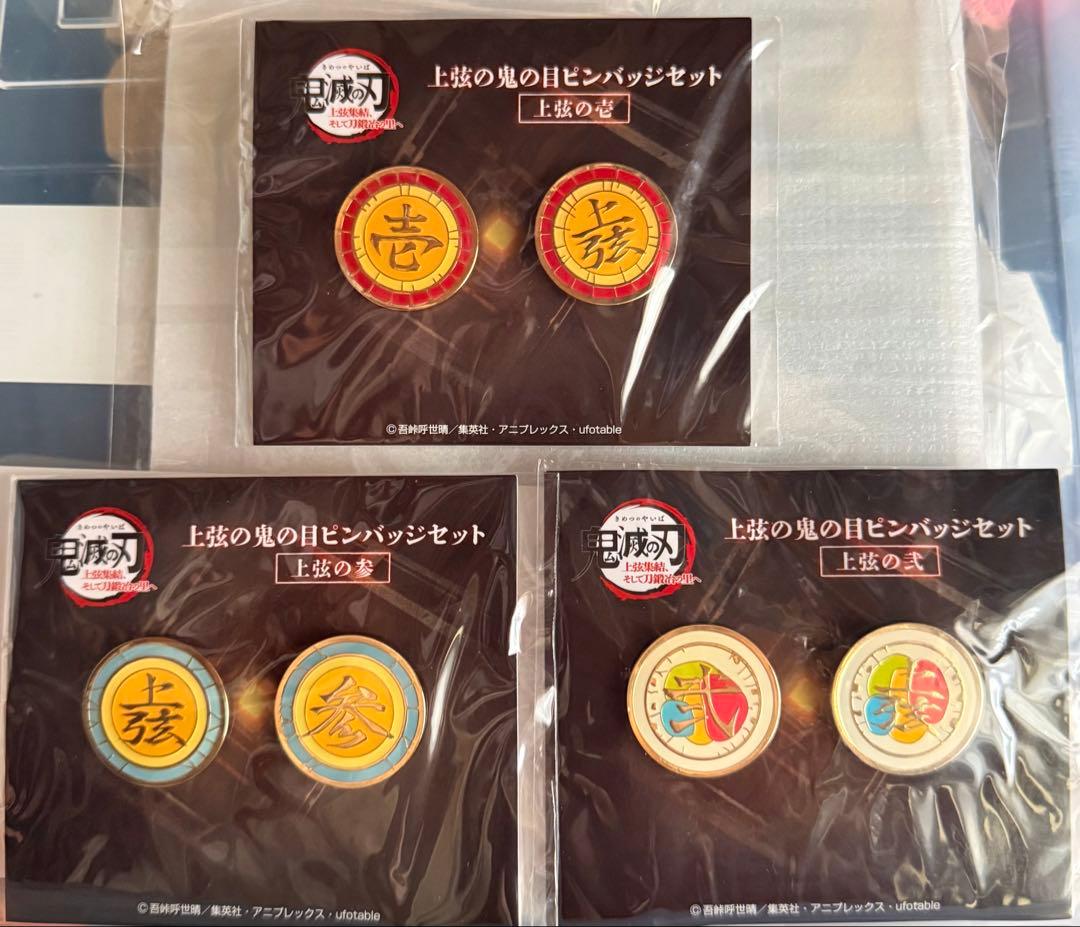 きめつのやいば
鬼滅の刃
上弦集結、
そして刀鍛冶の里へ
上弦の鬼の目ピンバッジセット
上弦の壱
壱
上弦
©吾峠呼世晴／集英社・アニプレックス・ufotable
きめつのやいば
鬼滅の刃
上弦集結、
そして刀鍛冶の里へ
上弦の鬼の目ピンバッジセット
上弦の参
上弦
参
©吾峠呼世晴／集英社・アニプレックス・ufotable
きめつのやいば
鬼滅の刃
上弦集結、
そして刀鍛冶の里へ
上弦の鬼の目ピンバッジセット
上弦の弐
弐
上弦
©吾峠呼世晴／集英社・アニプレックス・ufotable